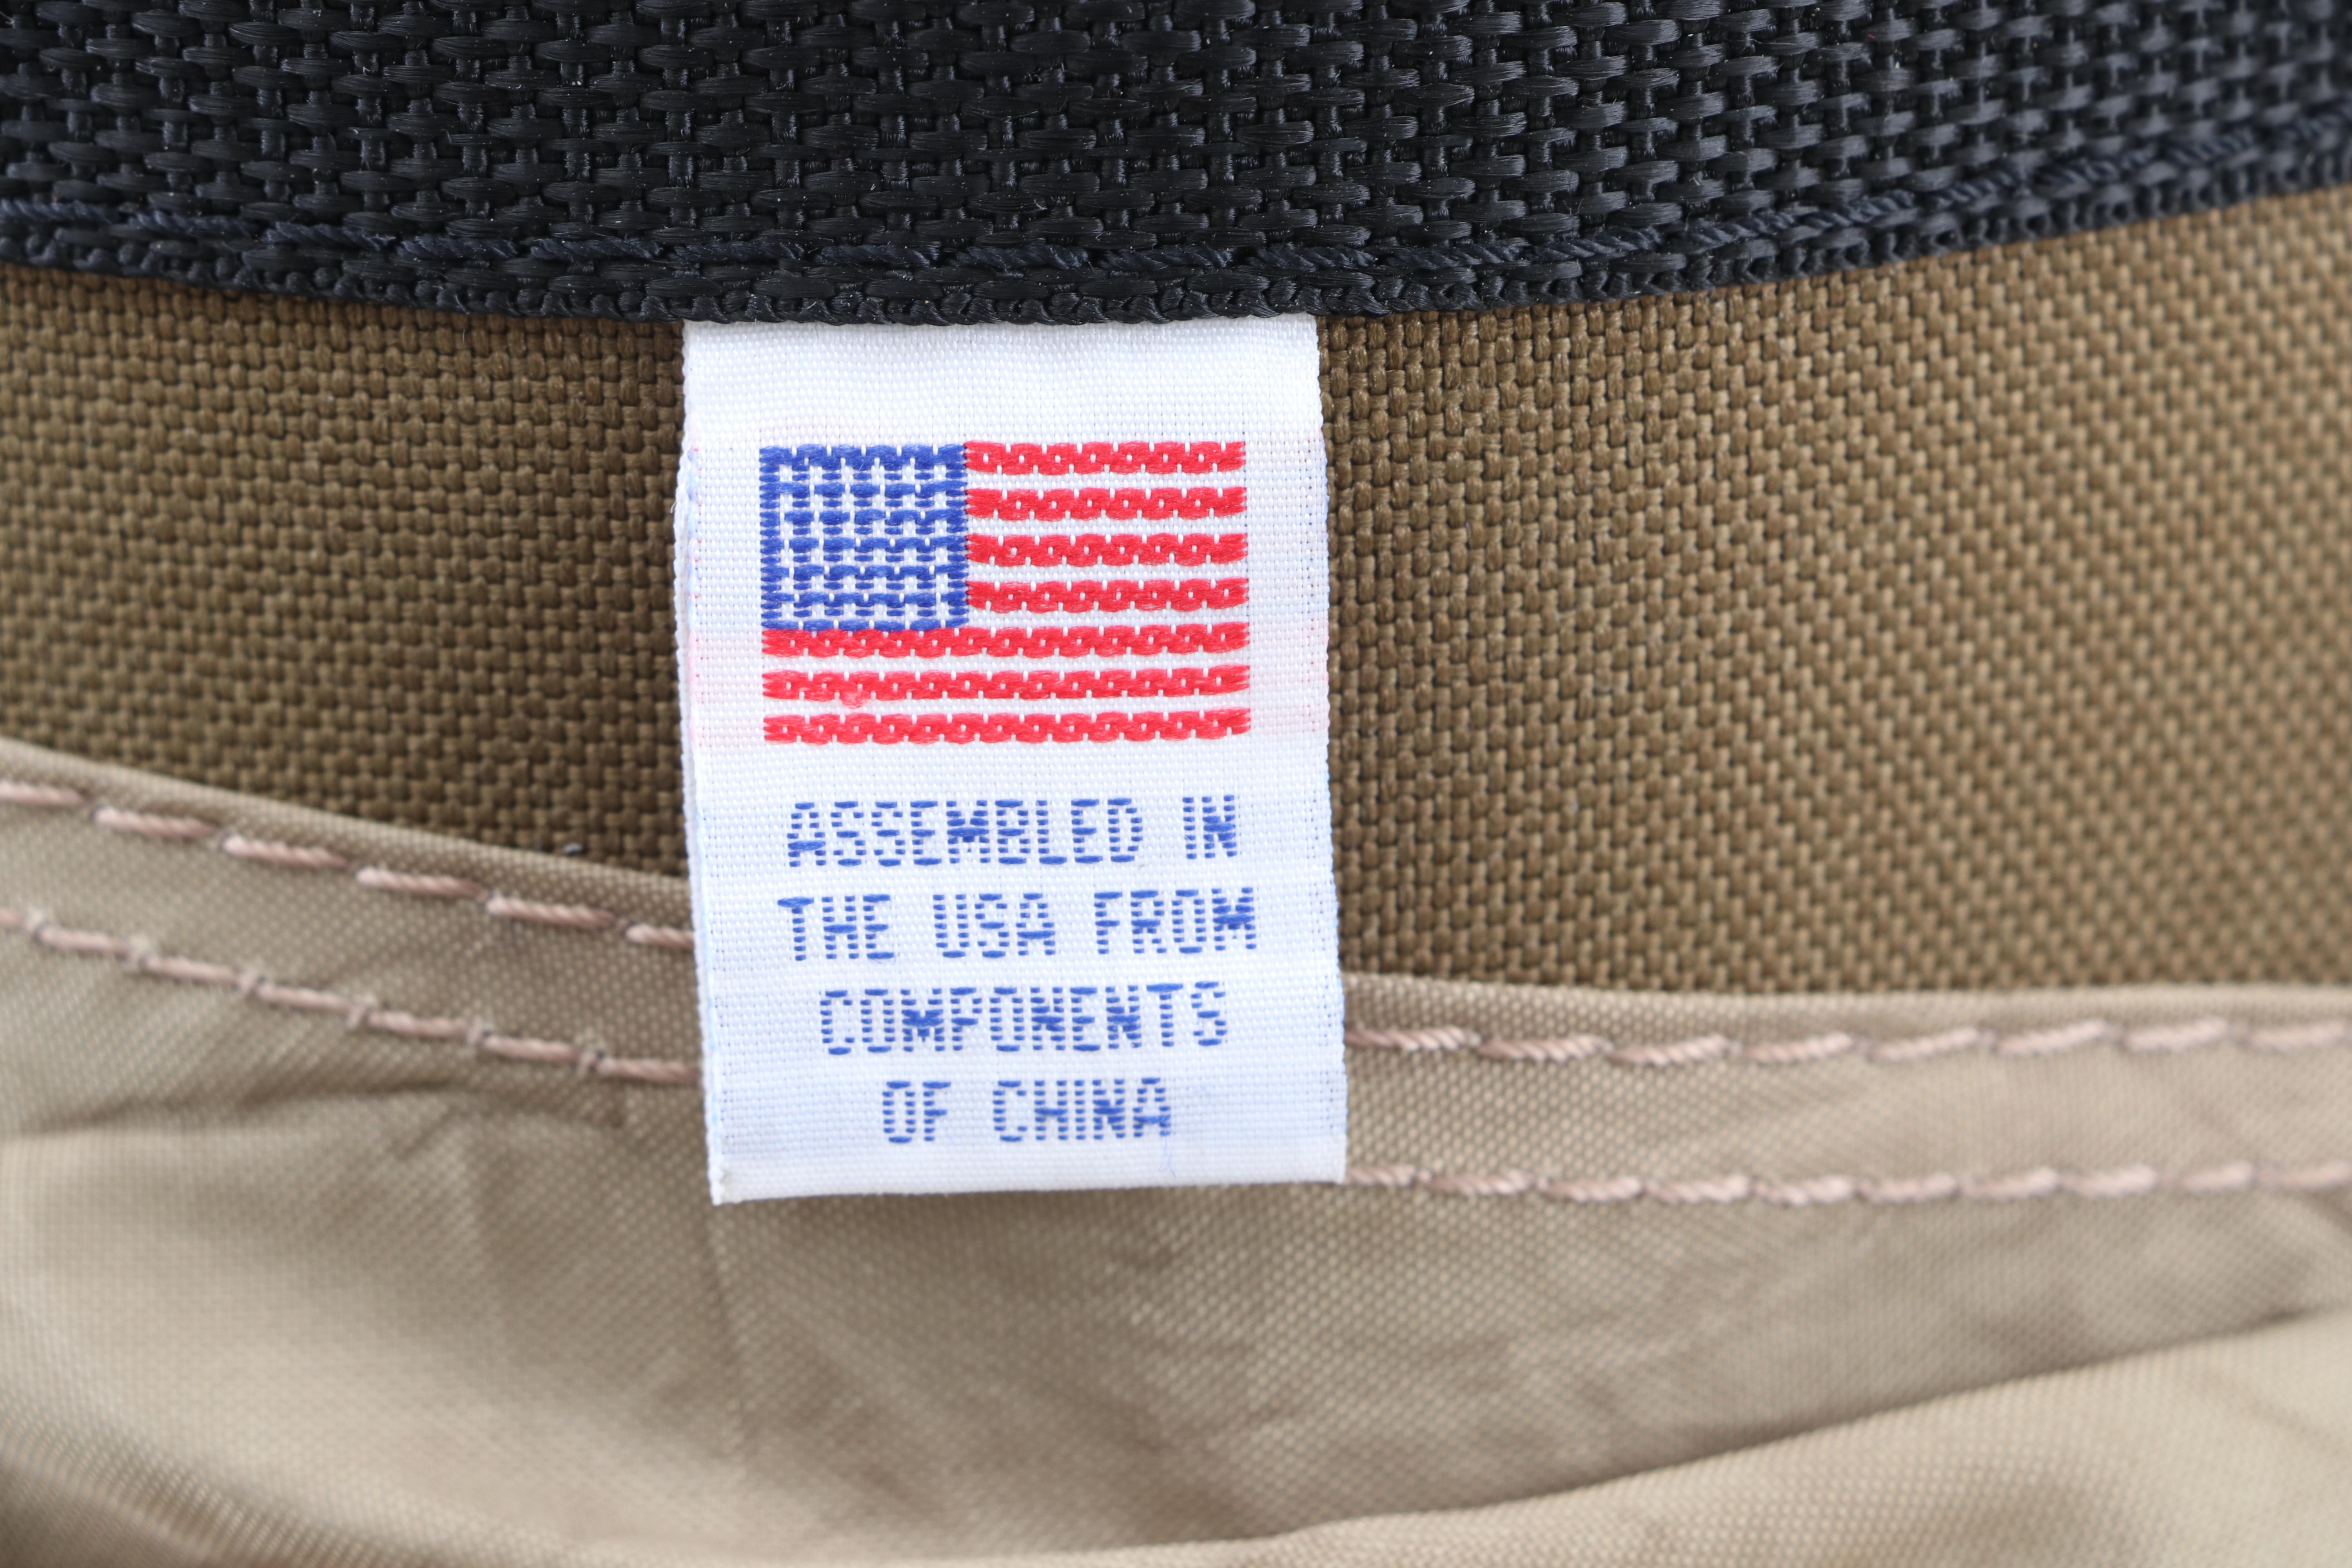 ASSEMBLED IN
THE USA FROM
COMPONENTS
OF CHINA